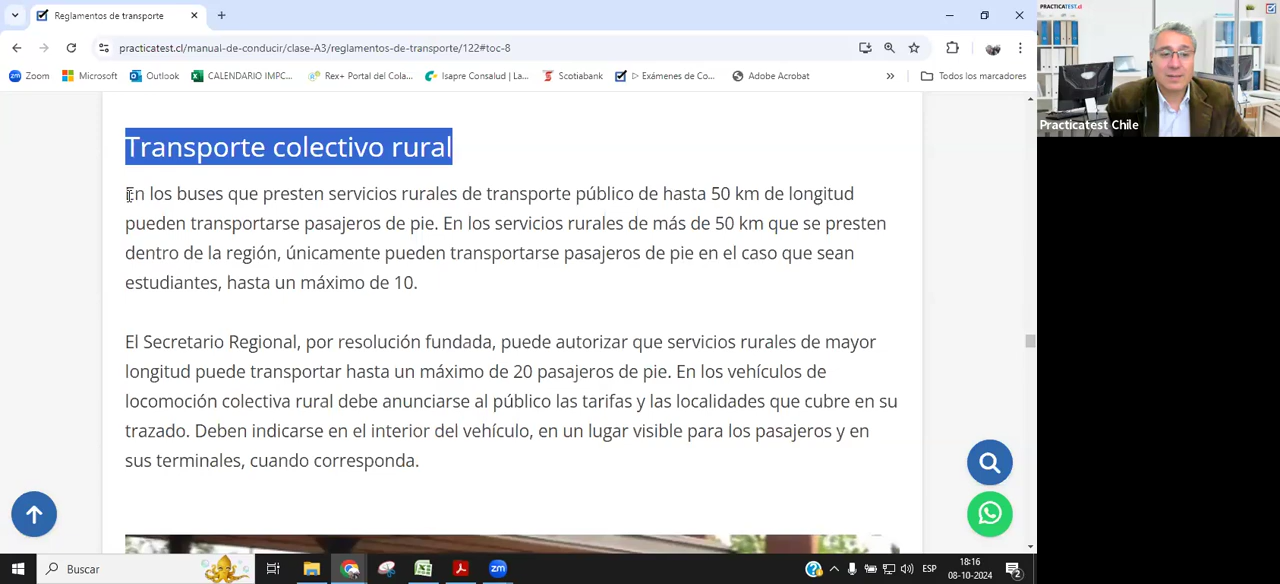 Reglamentos de transporte
practicatest.cl/manual-de-conducir/clase-A3/reglamentos-de-transporte/122#toc-8
Zoom
Microsoft
Outlook
CALENDARIO IMPC...
Rex+ Portal del Cola...
Isapre Consalud | La...
Scotiabank
▷ Exámenes de Co...
Adobe Acrobat
»
Todos los marcadores
PRACTICATEST.cl
Practicatest Chile
Transporte colectivo rural
En los buses que presten servicios rurales de transporte público de hasta 50 km de longitud
pueden transportarse pasajeros de pie. En los servicios rurales de más de 50 km que se presten
dentro de la región, únicamente pueden transportarse pasajeros de pie en el caso que sean
estudiantes, hasta un máximo de 10.
El Secretario Regional, por resolución fundada, puede autorizar que servicios rurales de mayor
longitud puede transportar hasta un máximo de 20 pasajeros de pie. En los vehículos de
locomoción colectiva rural debe anunciarse al público las tarifas y las localidades que cubre en su
trazado. Deben indicarse en el interior del vehículo, en un lugar visible para los pasajeros y en
sus terminales, cuando corresponda.
Buscar
zm
ESP
18:16
08-10-2024
2